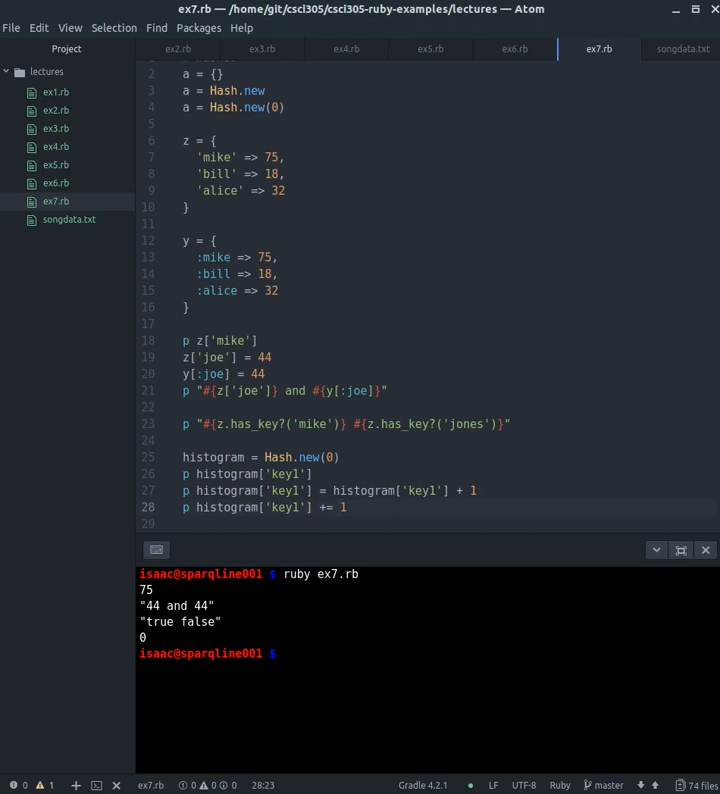 ex7.rb — /home/git/csci305/csci305-ruby-examples/lectures — Atom
File Edit View Selection Find Packages Help
Project
ex2.rb ex3.rb ex4.rb ex5.rb ex6.rb ex7.rb songdata.txt
lectures
ex1.rb
ex2.rb
ex3.rb
ex4.rb
ex5.rb
ex6.rb
ex7.rb
songdata.txt
2 a = {}
3 a = Hash.new
4 a = Hash.new(0)
5
6 z = {
7 'mike' => 75,
8 'bill' => 18,
9 'alice' => 32
10 }
11
12 y = {
13 :mike => 75,
14 :bill => 18,
15 :alice => 32
16 }
17
18 p z['mike']
19 z['joe'] = 44
20 y[:joe] = 44
21 p "#{z['joe']} and #{y[:joe]}"
22
23 p "#{z.has_key?('mike')} #{z.has_key?('jones')}"
24
25 histogram = Hash.new(0)
26 p histogram['key1']
27 p histogram['key1'] = histogram['key1'] + 1
28 p histogram['key1'] += 1
29
isaac@sparqline001 $ ruby ex7.rb
75
"44 and 44"
"true false"
0
isaac@sparqline001 $
0 1 ex7.rb 0 0 0 28:23 Gradle 4.2.1 LF UTF-8 Ruby master 74 files